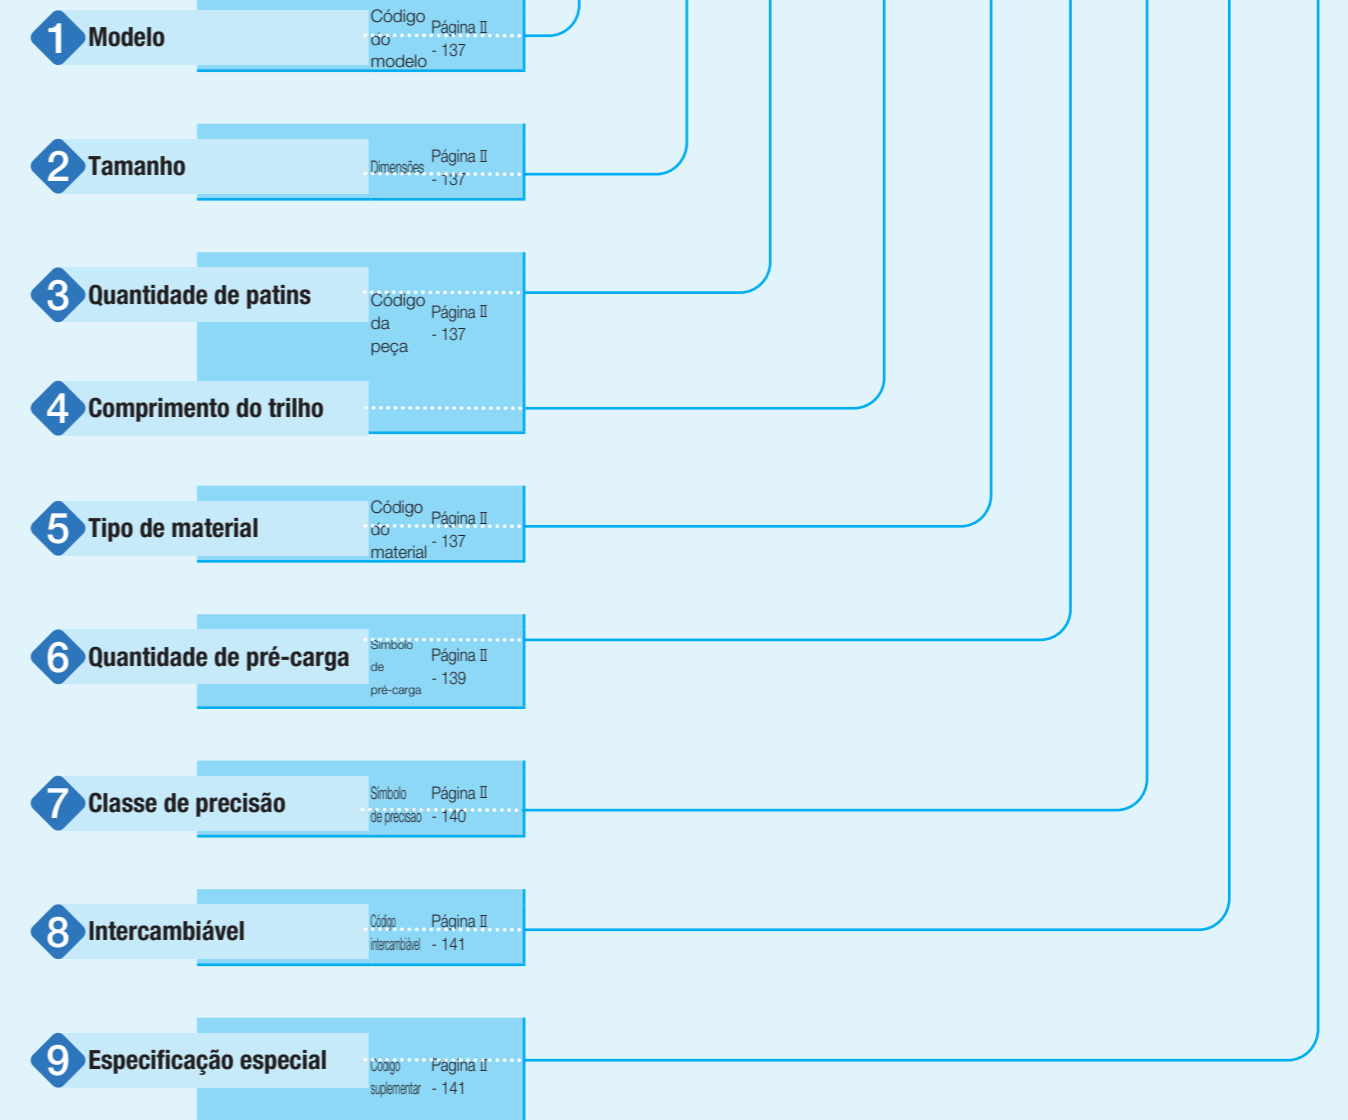 1 Modelo
Código
do
modelo
Página Ⅱ
- 137
2 Tamanho
Dimensões
Página Ⅱ
- 137
3 Quantidade de patins
Código
da
peça
Página Ⅱ
- 137
4 Comprimento do trilho
5 Tipo de material
Código
do
material
Página Ⅱ
- 137
6 Quantidade de pré-carga
Símbolo
de
pré-carga
Página Ⅱ
- 139
7 Classe de precisão
Símbolo
de precisão
Página Ⅱ
- 140
8 Intercambiável
Código
intercambiável
Página Ⅱ
- 141
9 Especificação especial
Código
suplementar
Página Ⅱ
- 141